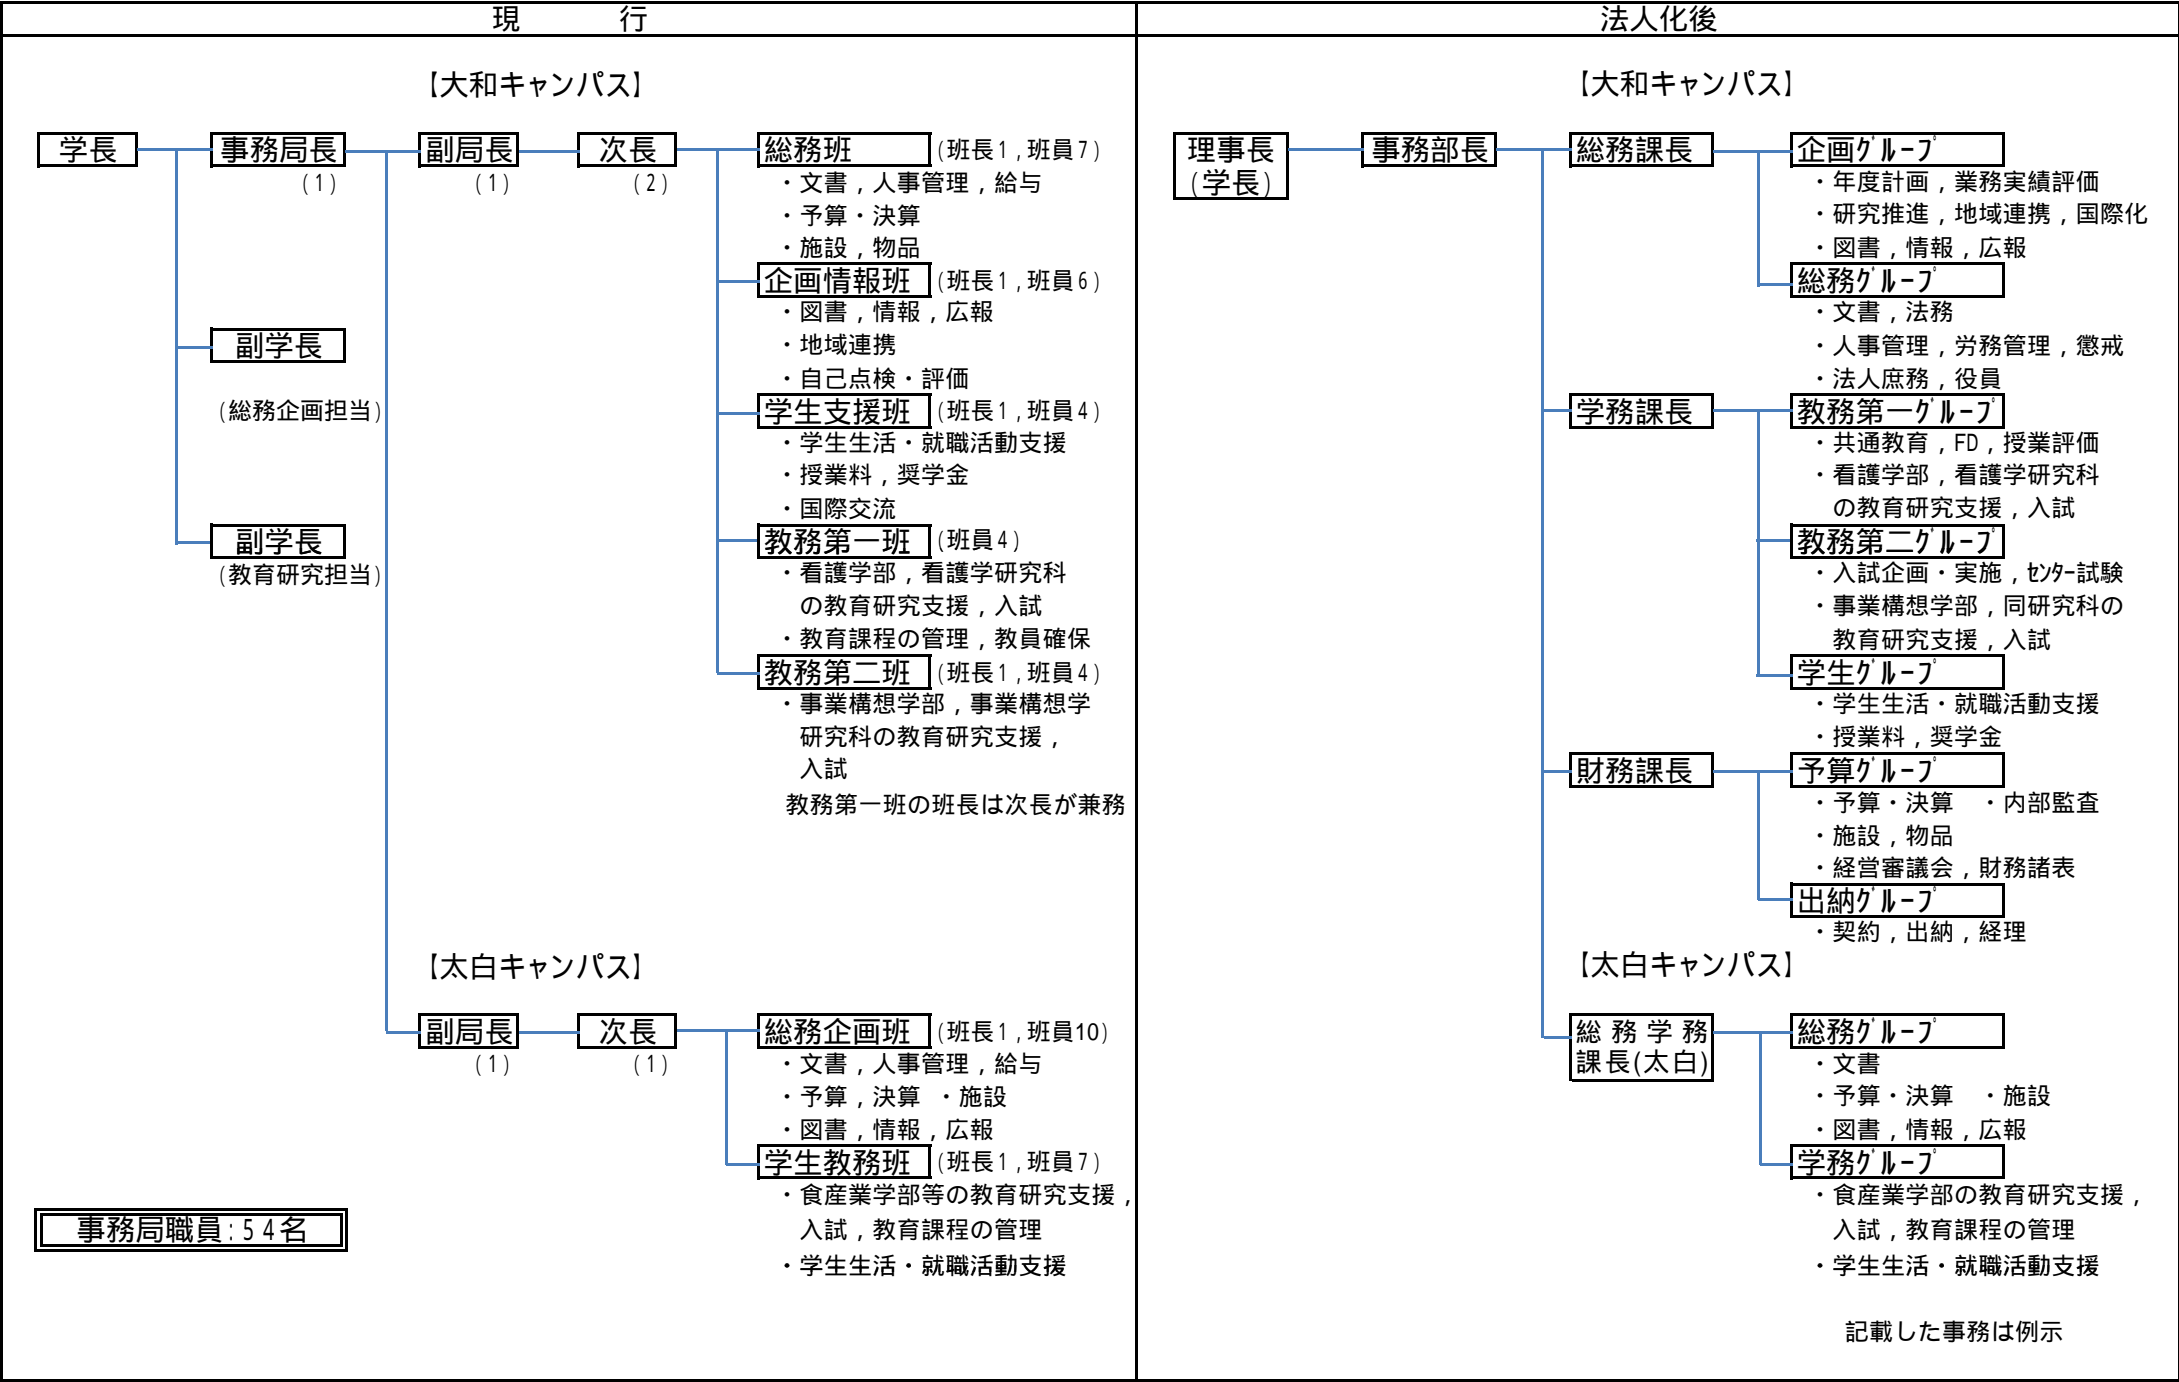 現　行
【大和キャンパス】
学長
事務局長
(1)
副局長
(1)
次長
(2)
副学長
(総務企画担当)
副学長
(教育研究担当)
総務班 (班長1,班員7)
・文書,人事管理,給与
・予算・決算
・施設,物品
企画情報班 (班長1,班員6)
・図書,情報,広報
・地域連携
・自己点検・評価
学生支援班 (班長1,班員4)
・学生生活・就職活動支援
・授業料,奨学金
・国際交流
教務第一班 (班員4)
・看護学部,看護学研究科
の教育研究支援,入試
・教育課程の管理,教員確保
教務第二班 (班長1,班員4)
・事業構想学部,事業構想学
研究科の教育研究支援,
入試
教務第一班の班長は次長が兼務
【太白キャンパス】
副局長
(1)
次長
(1)
総務企画班 (班長1,班員10)
・文書,人事管理,給与
・予算,決算 ・施設
・図書,情報,広報
学生教務班 (班長1,班員7)
・食産業学部等の教育研究支援,
入試,教育課程の管理
・学生生活・就職活動支援
事務局職員:54名
法人化後
【大和キャンパス】
理事長
(学長)
事務部長
総務課長
企画ｸﾞﾙｰﾌﾟ
・年度計画,業務実績評価
・研究推進,地域連携,国際化
・図書,情報,広報
総務ｸﾞﾙｰﾌﾟ
・文書,法務
・人事管理,労務管理,懲戒
・法人庶務,役員
学務課長
教務第一ｸﾞﾙｰﾌﾟ
・共通教育,FD,授業評価
・看護学部,看護学研究科
の教育研究支援,入試
教務第二ｸﾞﾙｰﾌﾟ
・入試企画・実施,ｾﾝﾀｰ試験
・事業構想学部,同研究科の
教育研究支援,入試
学生ｸﾞﾙｰﾌﾟ
・学生生活・就職活動支援
・授業料,奨学金
財務課長
予算ｸﾞﾙｰﾌﾟ
・予算・決算　・内部監査
・施設,物品
・経営審議会,財務諸表
出納ｸﾞﾙｰﾌﾟ
・契約,出納,経理
【太白キャンパス】
総務学務
課長(太白)
総務ｸﾞﾙｰﾌﾟ
・文書
・予算・決算　・施設
・図書,情報,広報
学務ｸﾞﾙｰﾌﾟ
・食産業学部の教育研究支援,
入試,教育課程の管理
・学生生活・就職活動支援
記載した事務は例示